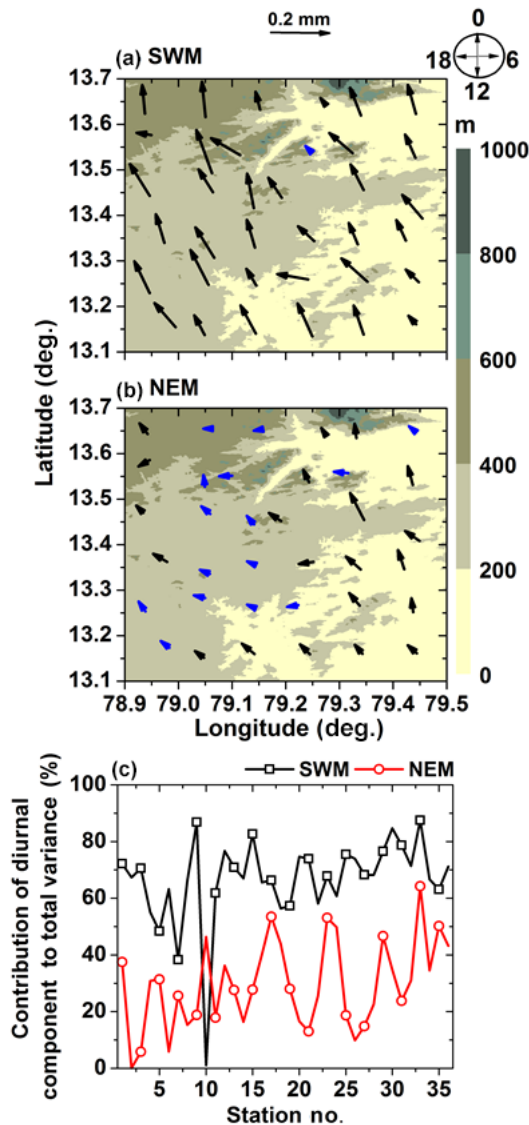 0.2 mm
0
18 6
12
(a) SWM
m
13.7
13.6
13.5
13.4
13.3
13.2
13.1
1000
800
600
400
200
0
Latitude (deg.)
(b) NEM
13.7
13.6
13.5
13.4
13.3
13.2
13.1
78.9 79.0 79.1 79.2 79.3 79.4 79.5
Longitude (deg.)
(c) SWM NEM
Contribution of diurnal
component to total variance (%)
100
80
60
40
20
0
5 10 15 20 25 30 35
Station no.